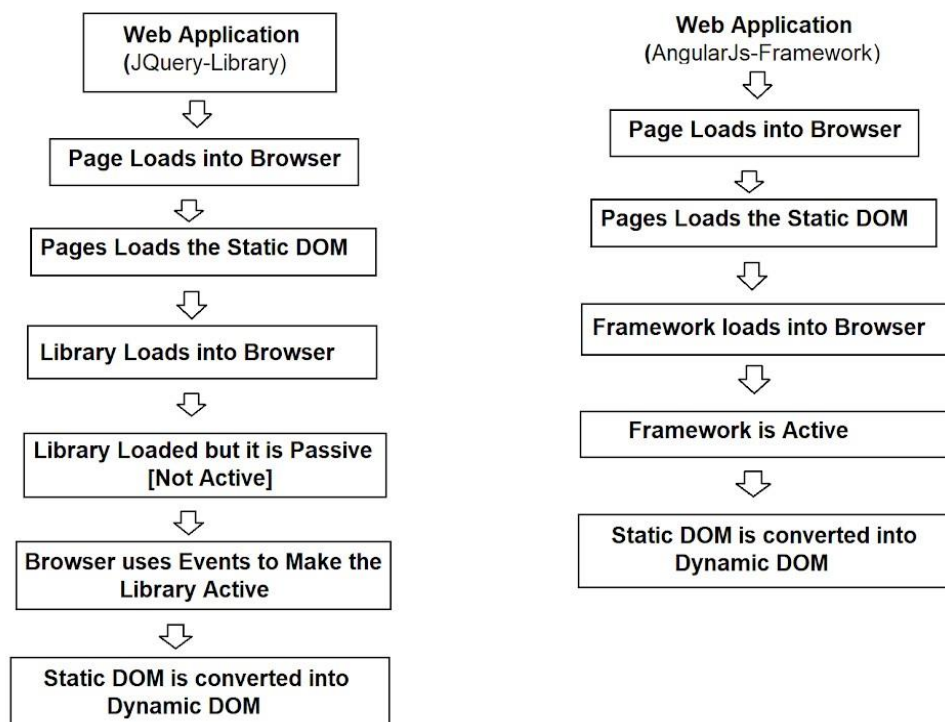 Web Application
(JQuery-Library)
Page Loads into Browser
Pages Loads the Static DOM
Library Loads into Browser
Library Loaded but it is Passive
[Not Active]
Browser uses Events to Make the
Library Active
Static DOM is converted into
Dynamic DOM
Web Application
(AngularJs-Framework)
Page Loads into Browser
Pages Loads the Static DOM
Framework loads into Browser
Framework is Active
Static DOM is converted into
Dynamic DOM